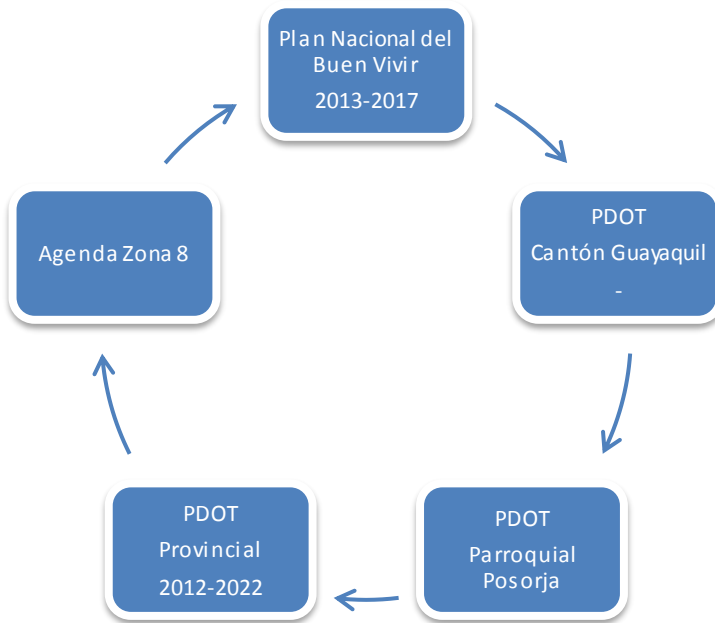 Plan Nacional del
Buen Vivir
2013-2017
PDOT
Cantón Guayaquil
-
PDOT
Parroquial
Posorja
PDOT
Provincial
2012-2022
Agenda Zona 8